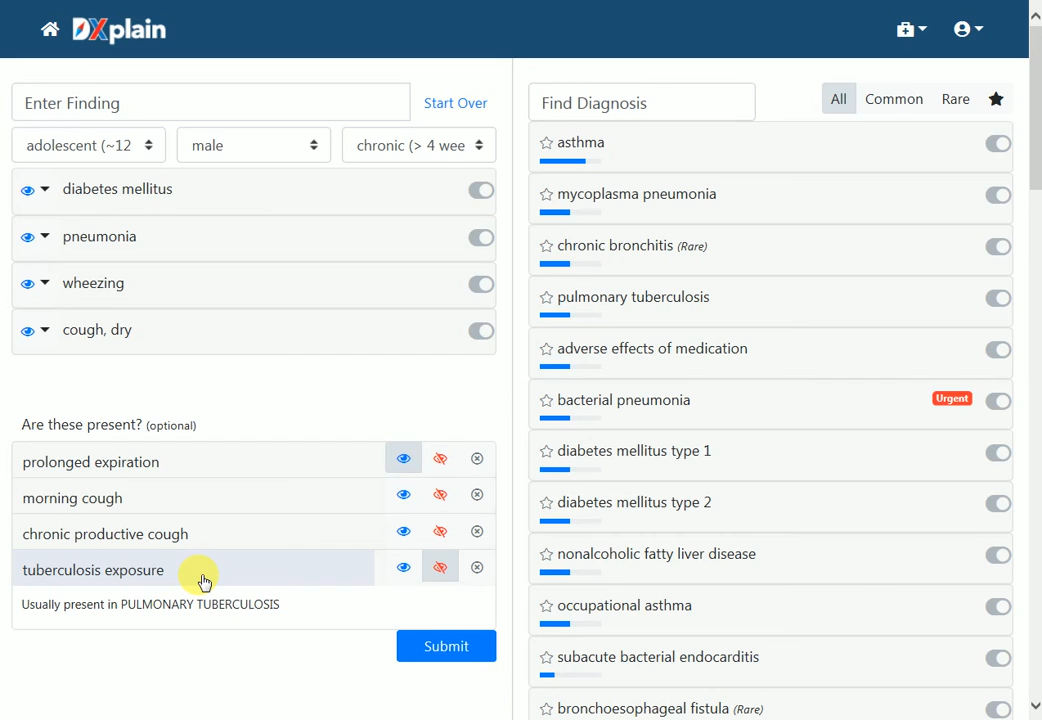 DXplain
Enter Finding
Start Over
adolescent (~12
male
chronic (> 4 wee
diabetes mellitus
pneumonia
wheezing
cough, dry
Are these present? (optional)
prolonged expiration
morning cough
chronic productive cough
tuberculosis exposure
Usually present in PULMONARY TUBERCULOSIS
Submit
Find Diagnosis
All
Common
Rare
asthma
mycoplasma pneumonia
chronic bronchitis (Rare)
pulmonary tuberculosis
adverse effects of medication
bacterial pneumonia
Urgent
diabetes mellitus type 1
diabetes mellitus type 2
nonalcoholic fatty liver disease
occupational asthma
subacute bacterial endocarditis
bronchoesophageal fistula (Rare)